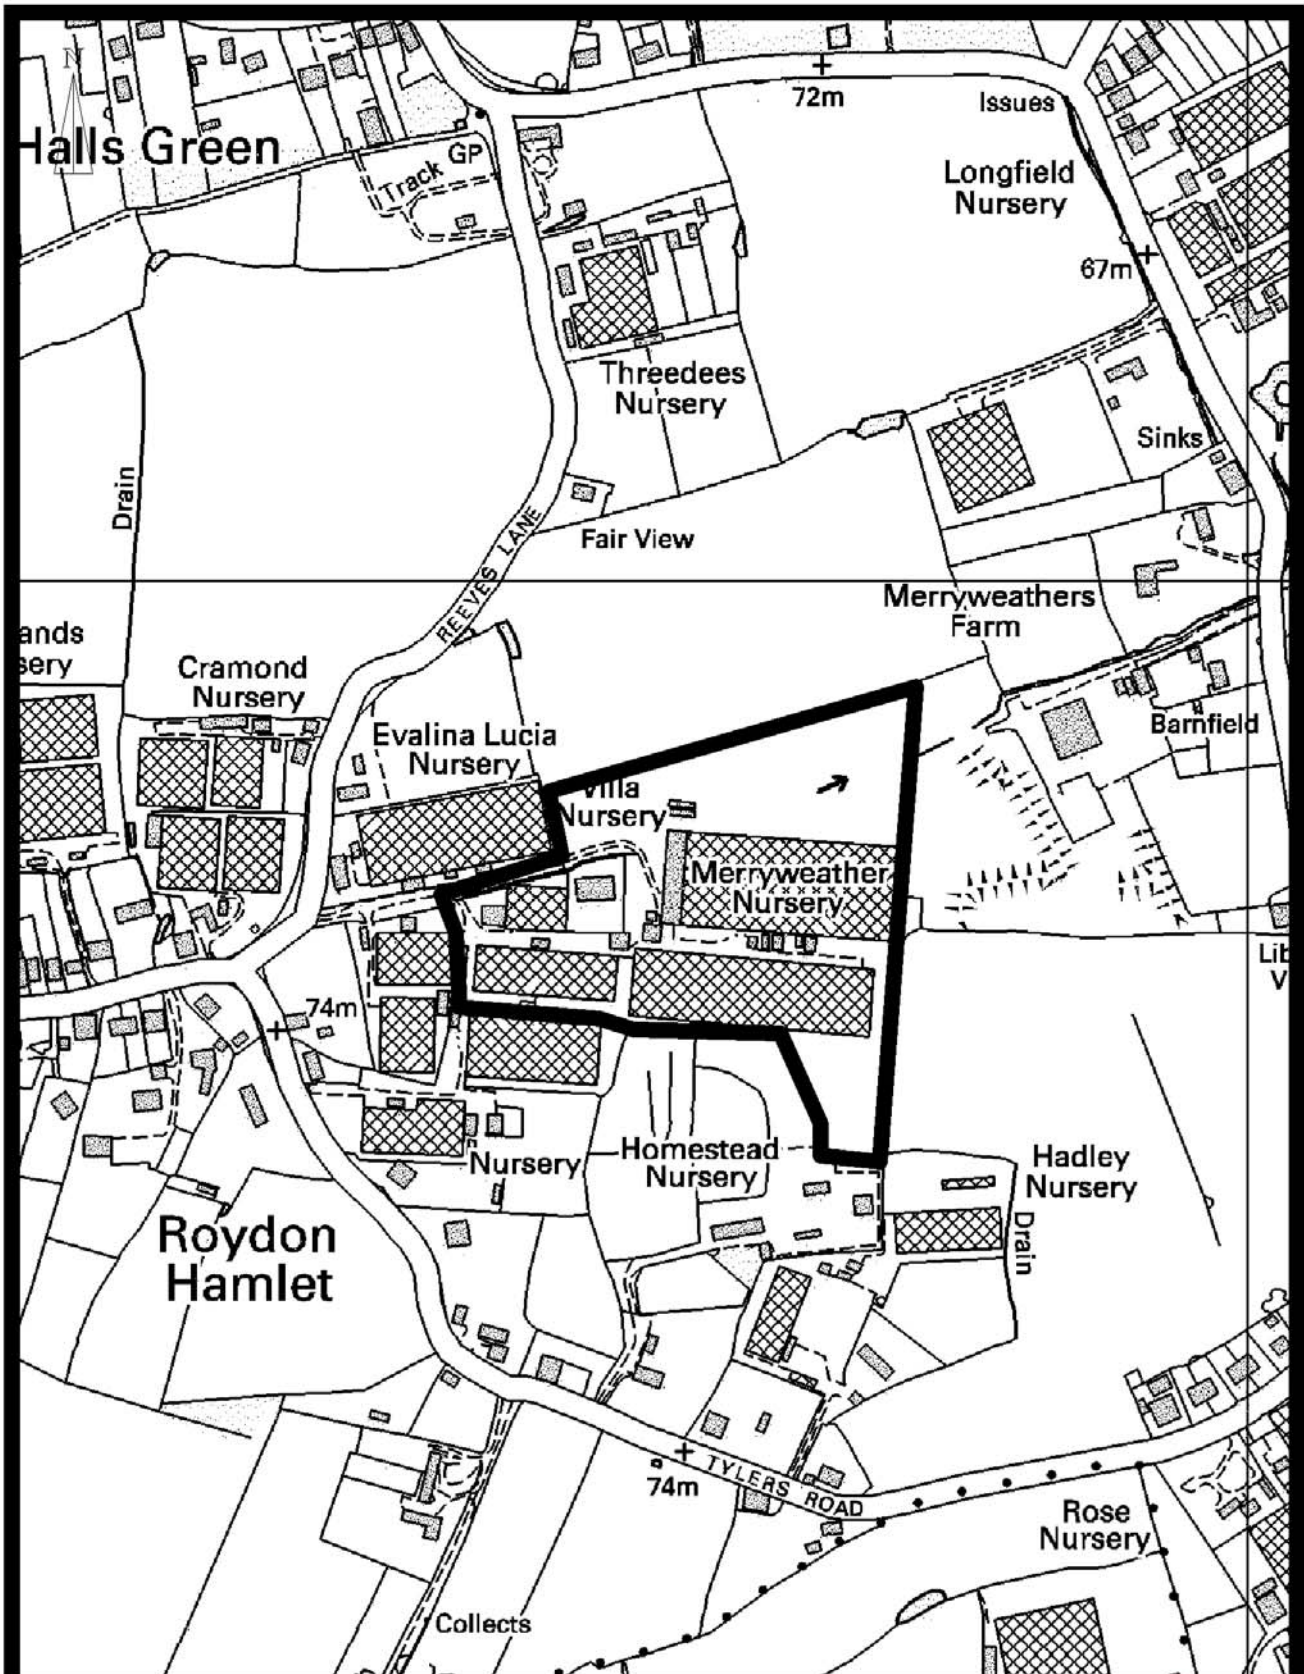 N
72m
Issues
Halls Green
GP
Track
Longfield
Nursery
67m
Threedees
Nursery
Sinks
Drain
REEVES LANE
Fair View
Merryweathers
Farm
ands
sery
Cramond
Nursery
Barnfield
Evalina Lucia
Nursery
Villa
Nursery
Merryweather
Nursery
Lib
V
74m
Homestead
Nursery
Nursery
Hadley
Nursery
Drain
Roydon
Hamlet
TYLERS ROAD
74m
Rose
Nursery
Collects